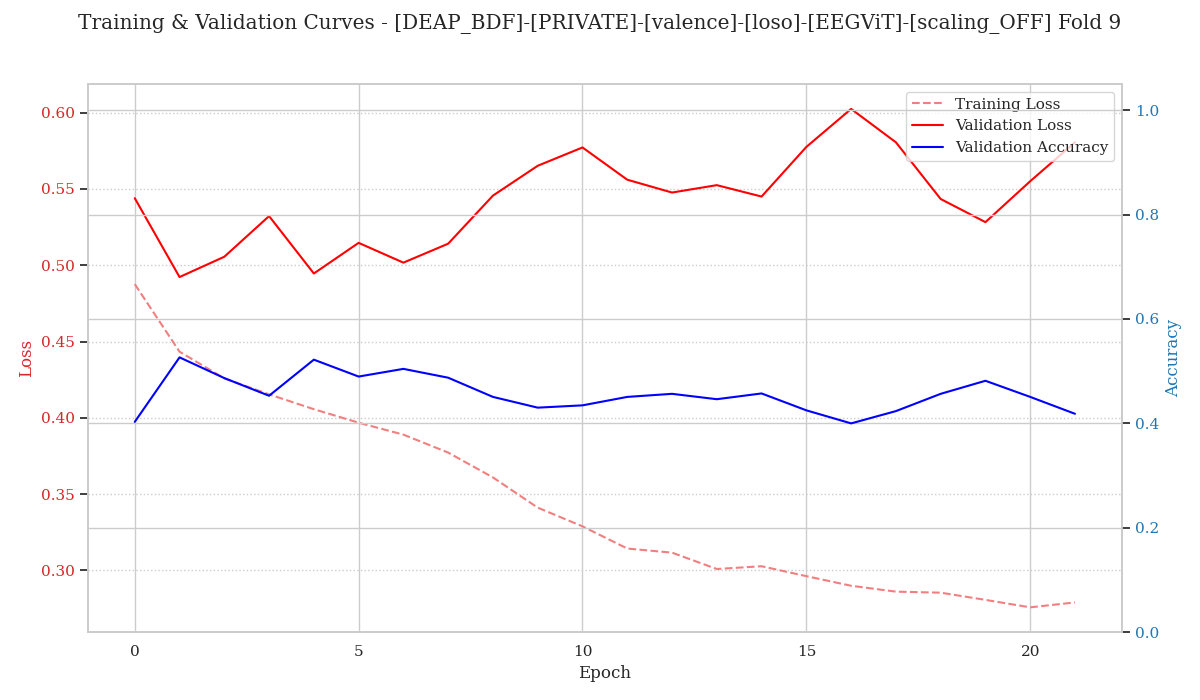 Training & Validation Curves - [DEAP_BDF]-[PRIVATE]-[valence]-[loso]-[EEGViT]-[scaling_OFF] Fold 9
Training Loss
Validation Loss
Validation Accuracy
0.60
0.55
0.50
0.45
0.40
0.35
0.30
Loss
1.0
0.8
0.6
0.4
0.2
0.0
Accuracy
0
5
10
15
20
Epoch